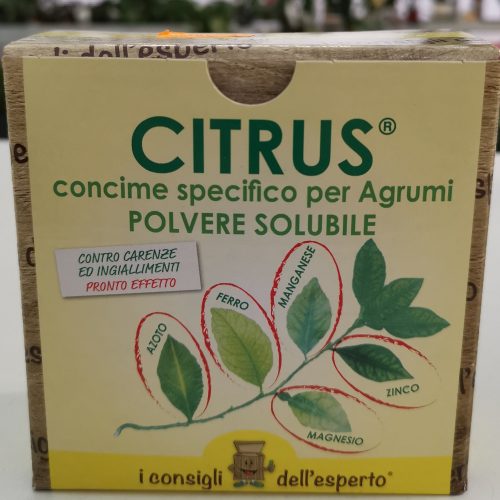 i dell'esperto
CITRUS®
concime specifico per Agrumi
POLVERE SOLUBILE
CONTRO CARENZE
ED INGIALLIMENTI
PRONTO EFFETTO
AZOTO
FERRO
MANGANESE
ZINCO
MAGNESIO
i consigli dell'esperto®